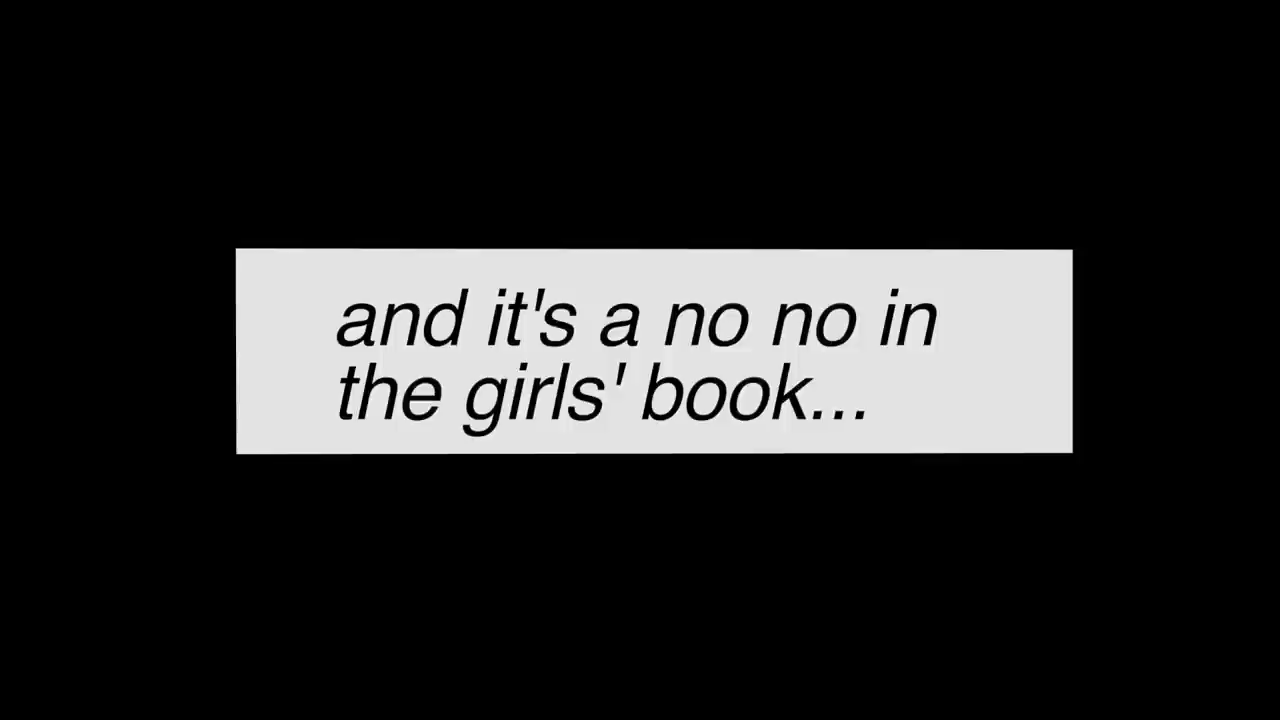 and it's a no no in
the girls' book...